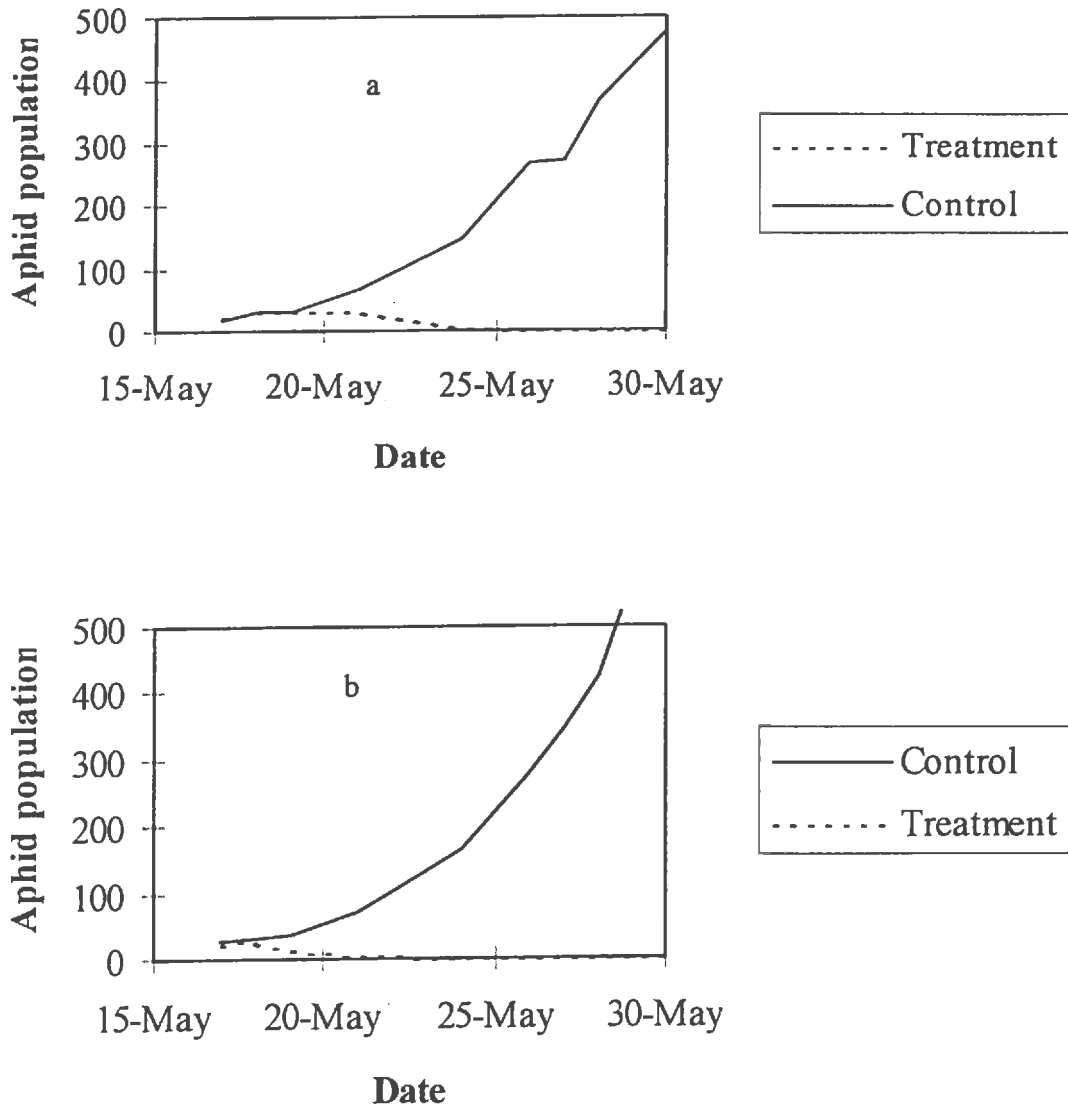 500
400
300
200
100
0
Aphid population
a
15-May 20-May 25-May 30-May
Date
Treatment
Control
500
400
300
200
100
0
Aphid population
b
15-May 20-May 25-May 30-May
Date
Control
Treatment